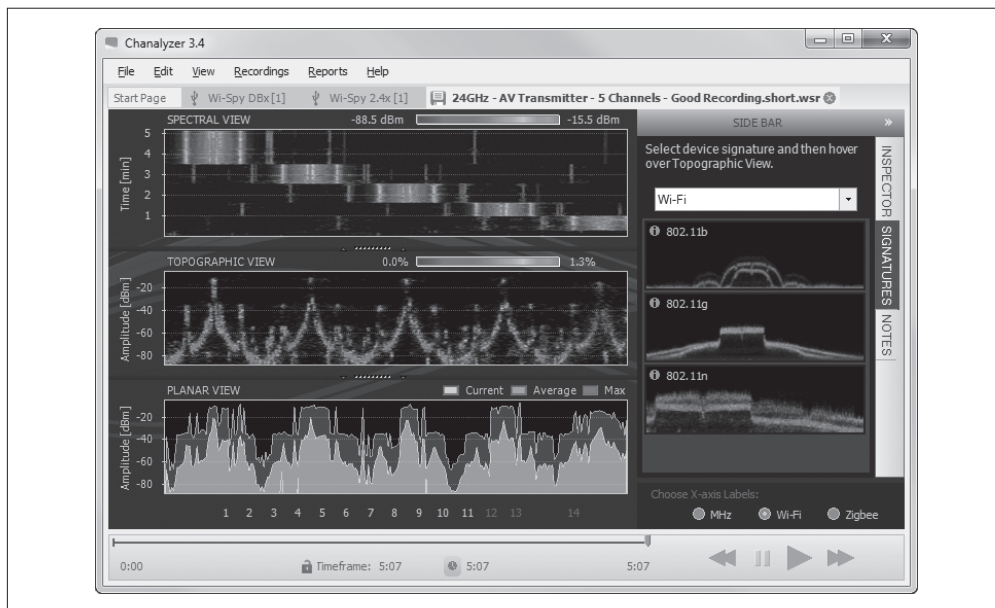 Chanalyzer 3.4
File Edit View Recordings Reports Help
Start Page Wi-Spy DBx [1] Wi-Spy 2.4x [1] 24GHz - AV Transmitter - 5 Channels - Good Recording.short.wsr
SPECTRAL VIEW -88.5 dBm -15.5 dBm
Time [min]
5
4
3
2
1
TOPOGRAPHIC VIEW 0.0% 1.3%
Amplitude [dBm]
-20
-40
-60
-80
PLANAR VIEW Current Average Max
Amplitude [dBm]
-20
-40
-60
-80
1 2 3 4 5 6 7 8 9 10 11 12 13 14
SIDE BAR »
Select device signature and then hover
over Topographic View.
Wi-Fi
802.11b
802.11g
802.11n
INSPECTOR
SIGNATURES
NOTES
Choose X-axis Labels:
MHz Wi-Fi Zigbee
0:00 Timeframe: 5:07 5:07 5:07